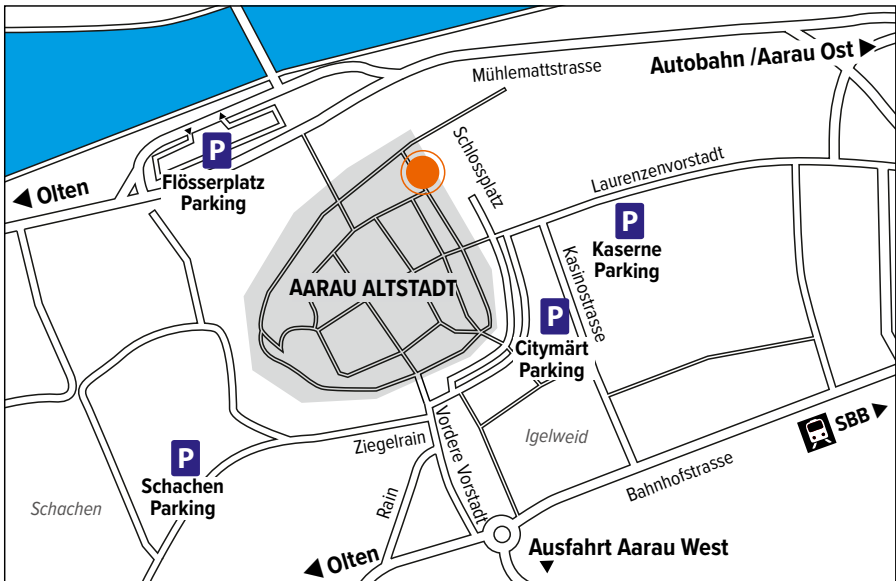 Autobahn /Aarau Ost
Mühlemattstrasse
Schlossplatz
P
Flösserplatz
Parking
Olten
Laurenzenvorstadt
P
Kaserne
Parking
Kasinostrasse
AARAU ALTSTADT
P
Citymärt
Parking
SBB
Ziegelrain
Vordere Vorstadt
Igelweid
P
Schachen
Parking
Schachen
Rain
Bahnhofstrasse
Olten
Ausfahrt Aarau West